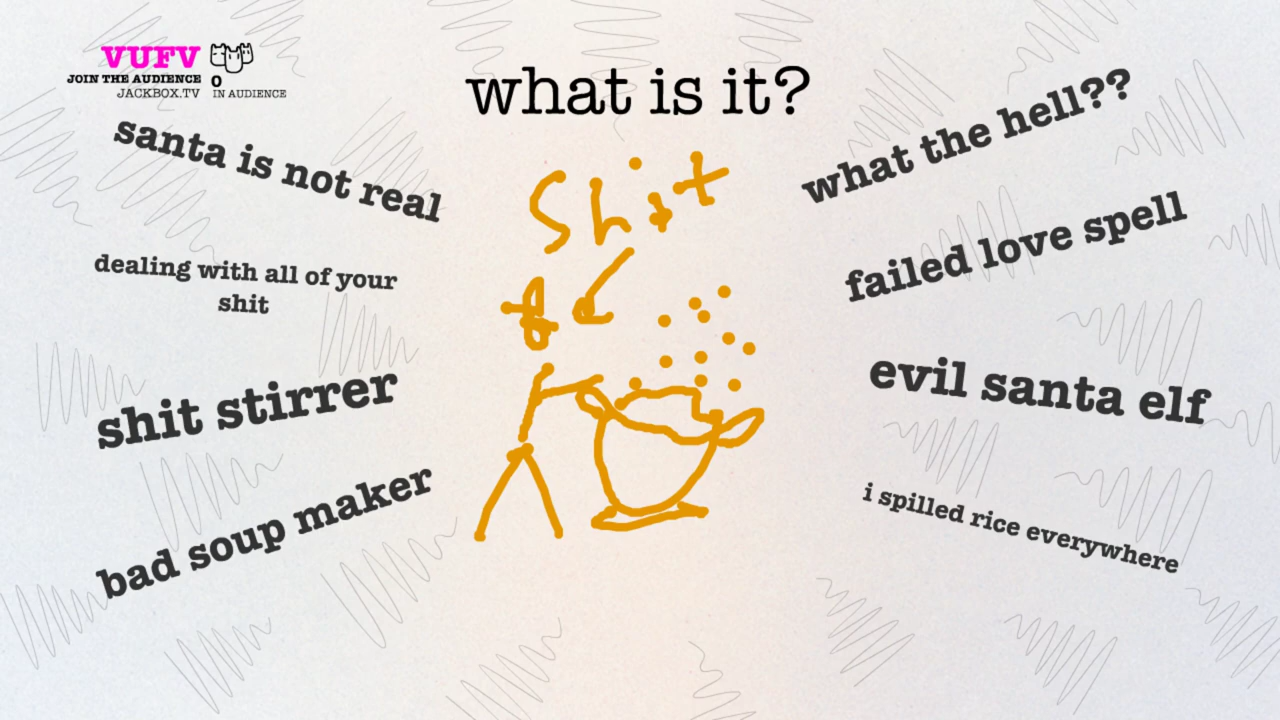 VUFV
JOIN THE AUDIENCE
JACKBOX.TV
0
IN AUDIENCE
what is it?
santa is not real
dealing with all of your
shit
shit stirrer
bad soup maker
Shit
what the hell??
failed love spell
evil santa elf
i spilled rice everywhere